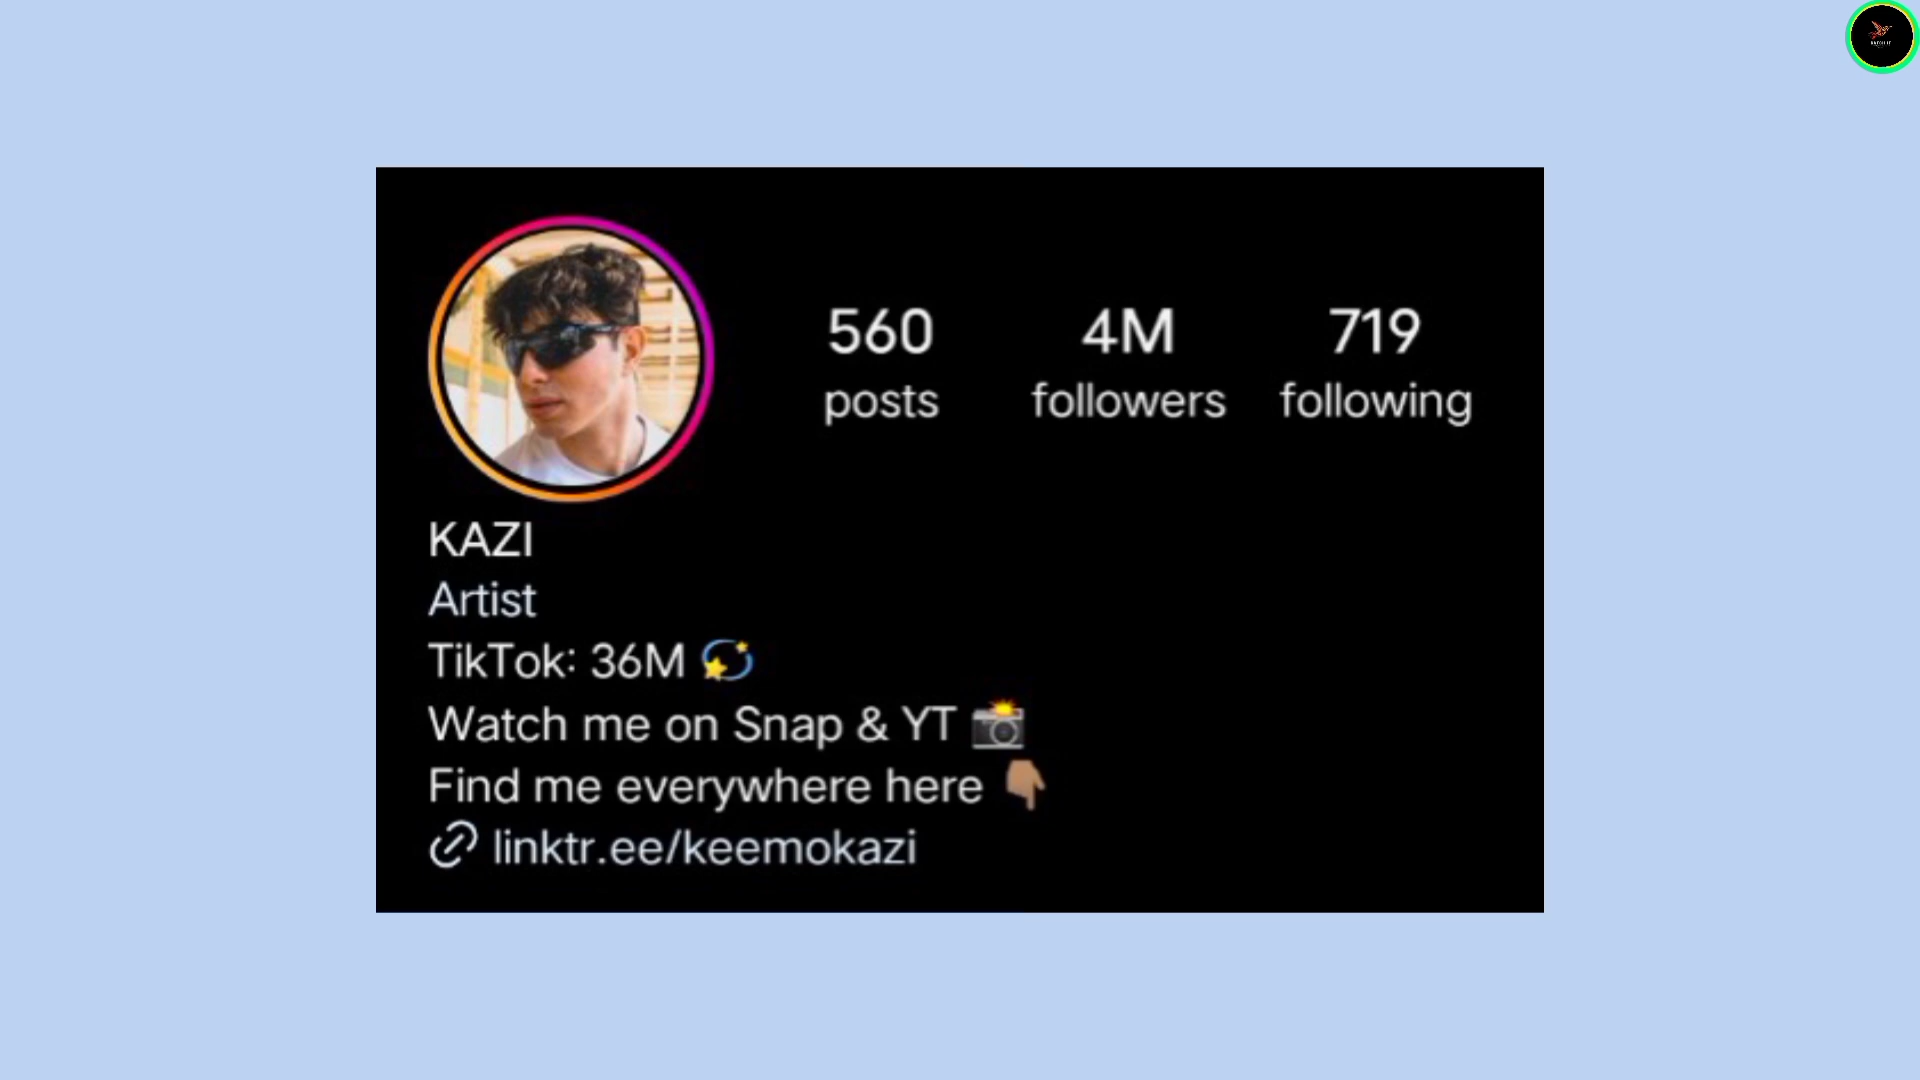 560 4M 719
posts followers following
KAZI
Artist
TikTok: 36M 💫
Watch me on Snap & YT 📸
Find me everywhere here 👇🏽
linktr.ee/keemokazi